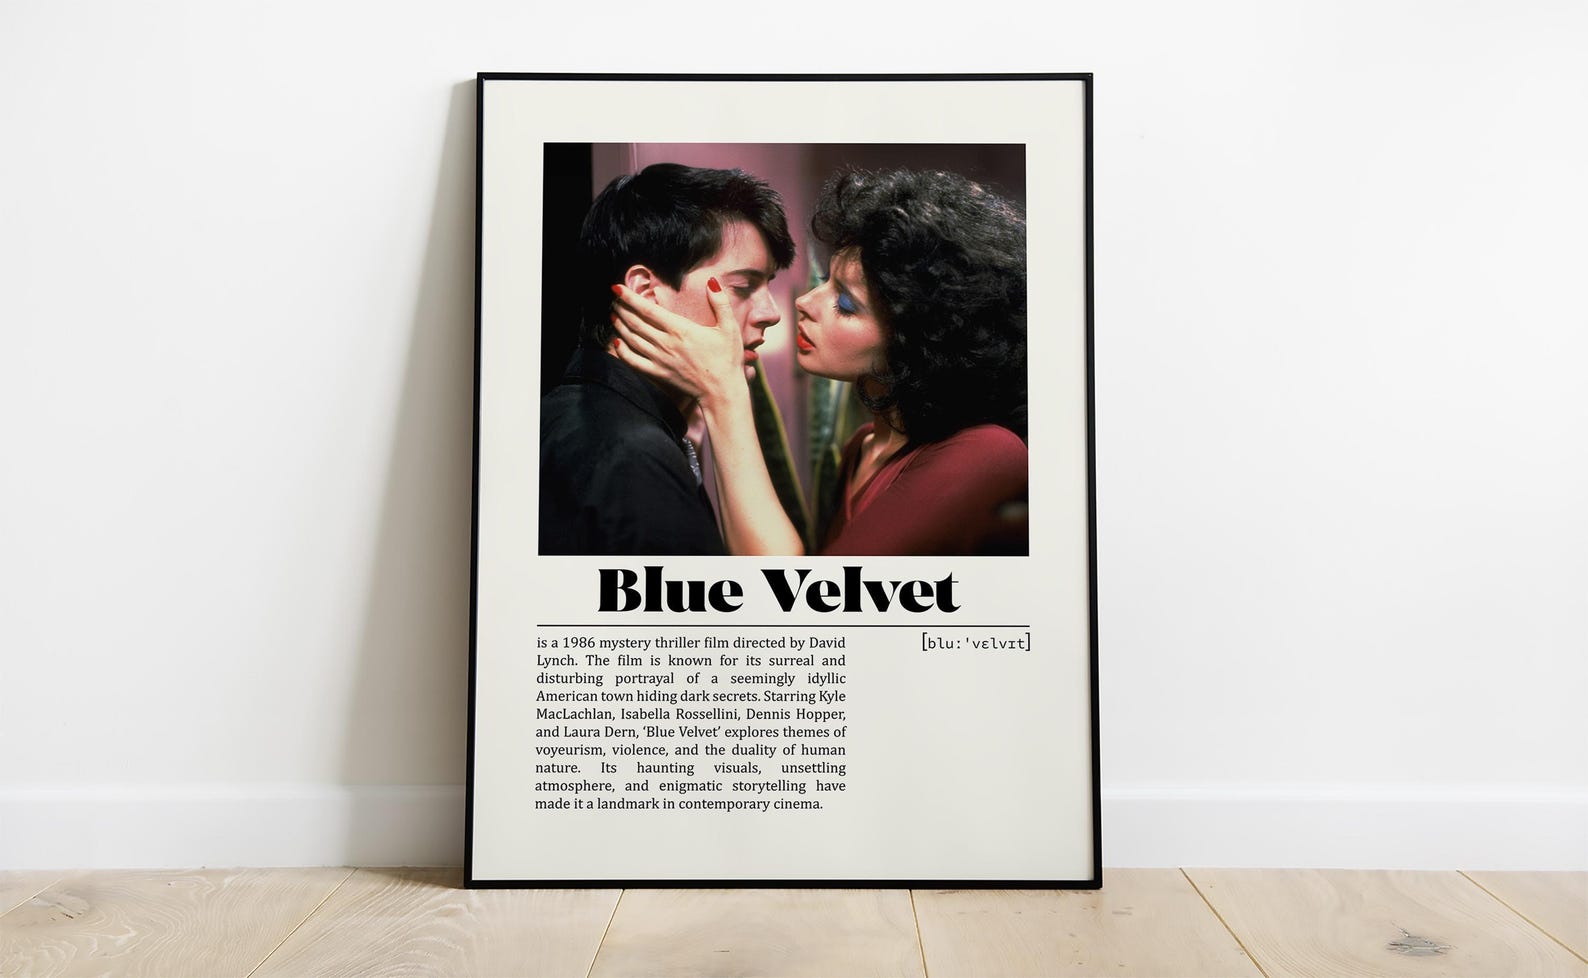 Blue Velvet
is a 1986 mystery thriller film directed by David
Lynch. The film is known for its surreal and
disturbing portrayal of a seemingly idyllic
American town hiding dark secrets. Starring Kyle
MacLachlan, Isabella Rossellini, Dennis Hopper,
and Laura Dern, ‘Blue Velvet’ explores themes of
voyeurism, violence, and the duality of human
nature. Its haunting visuals, unsettling
atmosphere, and enigmatic storytelling have
made it a landmark in contemporary cinema.
[blu:'vɛlvɪt]